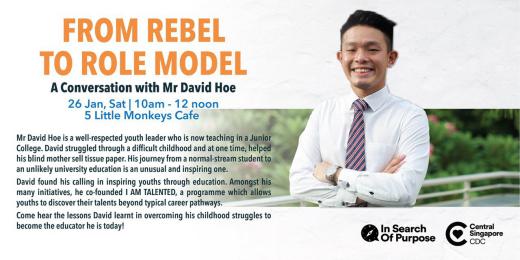 FROM REBEL
TO ROLE MODEL
A Conversation with Mr David Hoe
26 Jan, Sat | 10am - 12 noon
5 Little Monkeys Cafe
Mr David Hoe is a well-respected youth leader who is now teaching in a Junior
College. David struggled through a difficult childhood and at one time, helped
his blind mother sell tissue paper. His journey from a normal-stream student to
an unlikely university education is an unusual and inspiring one.
David found his calling in inspiring youths through education. Amongst his
many initiatives, he co-founded I AM TALENTED, a programme which allows
youths to discover their talents beyond typical career pathways.
Come hear the lessons David learnt in overcoming his childhood struggles to
become the educator he is today!
In Search
Of Purpose
Central
Singapore
CDC